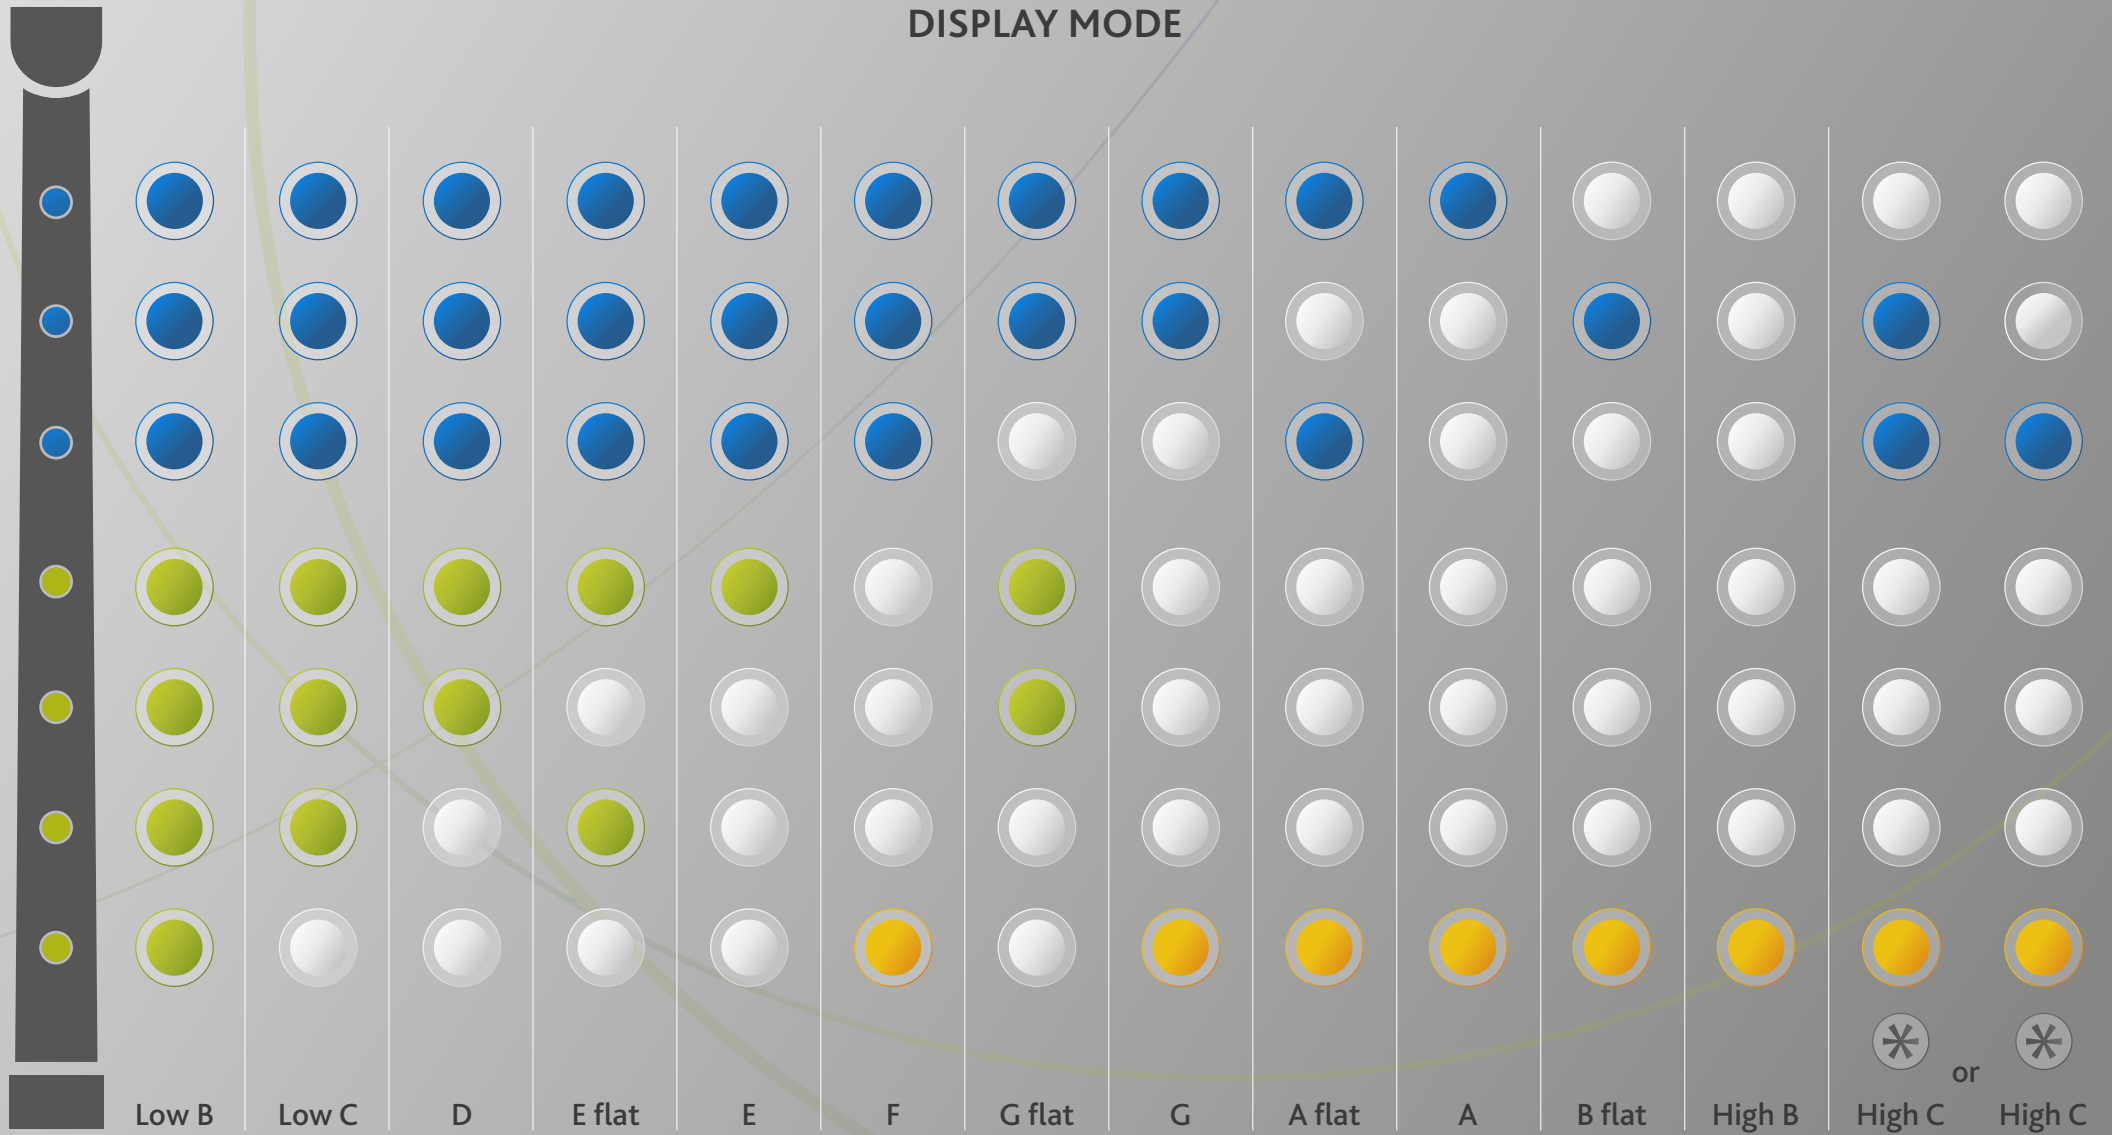 DISPLAY MODE
or
Low B
Low C
D
E flat
E
F
G flat
G
A flat
A
B flat
High B
High C
High C